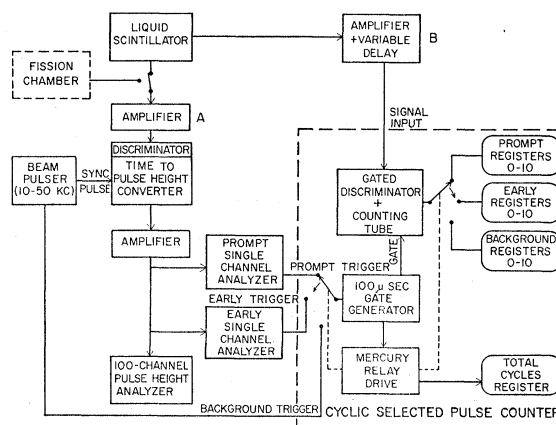 LIQUID
SCINTILLATOR
AMPLIFIER
+VARIABLE
DELAY
B
FISSION
CHAMBER
AMPLIFIER
A
SIGNAL
INPUT
DISCRIMINATOR
TIME TO
PULSE HEIGHT
CONVERTER
BEAM
PULSER
(10-50 KC)
SYNC
PULSE
GATED
DISCRIMINATOR
+
COUNTING
TUBE
PROMPT
REGISTERS
0-10
EARLY
REGISTERS
0-10
BACKGROUND
REGISTERS
0-10
AMPLIFIER
PROMPT
SINGLE
CHANNEL
ANALYZER
PROMPT TRIGGER
GATE
100 μ SEC
GATE
GENERATOR
EARLY TRIGGER
EARLY
SINGLE
CHANNEL
ANALYZER
100-CHANNEL
PULSE HEIGHT
ANALYZER
MERCURY
RELAY
DRIVE
TOTAL
CYCLES
REGISTER
BACKGROUND TRIGGER
CYCLIC SELECTED PULSE COUNTER